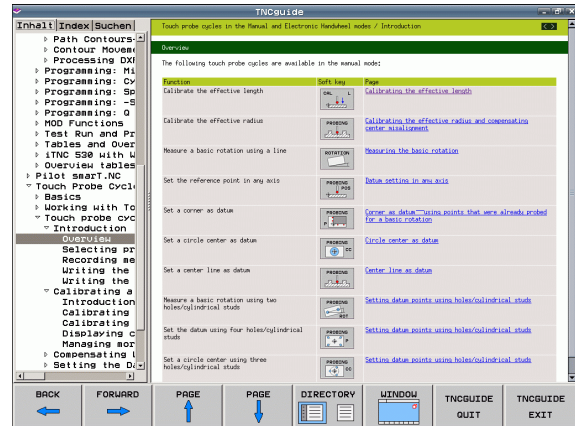 TNCguide
Inhalt Index Suchen
Path Contours-
Contour Moveme
Processing DXF
Programming: Mi
Programming: Cy
Programming: Sp
Programming: -S
Programming: Q
MOD Functions
Test Run and Pr
Tables and Over
iTNC 530 with W
Overview tables
Pilot smarT.NC
Touch Probe Cycle
Basics
Working with To
Touch probe cyc
Introduction
Overview
Selecting pr
Recording me
Writing the
Writing the
Calibrating a
Introduction
Calibrating
Calibrating
Displaying c
Managing mor
Compensating W
Setting the Da
Touch probe cycles in the Manual and Electronic Handwheel modes / Introduction
Overview
The following touch probe cycles are available in the manual mode:
Function Soft key Page
Calibrate the effective length CAL L Calibrating the effective length
Calibrate the effective radius PROBING Calibrating the effective radius and compensating
center misalignment
Measure a basic rotation using a line ROTATION Measuring the basic rotation
Set the reference point in any axis PROBING POS Datum setting in any axis
Set a corner as datum PROBING P Corner as datum—using points that were already probed
for a basic rotation
Set a circle center as datum PROBING CC Circle center as datum
Set a center line as datum PROBING Center line as datum
Measure a basic rotation using two
holes/cylindrical studs PROBING ROT Setting datum points using holes/cylindrical studs
Set the datum using four holes/cylindrical
studs PROBING P Setting datum points using holes/cylindrical studs
Set a circle center using three
holes/cylindrical studs PROBING CC Setting datum points using holes/cylindrical studs
BACK FORWARD PAGE PAGE DIRECTORY WINDOW TNCGUIDE QUIT TNCGUIDE EXIT